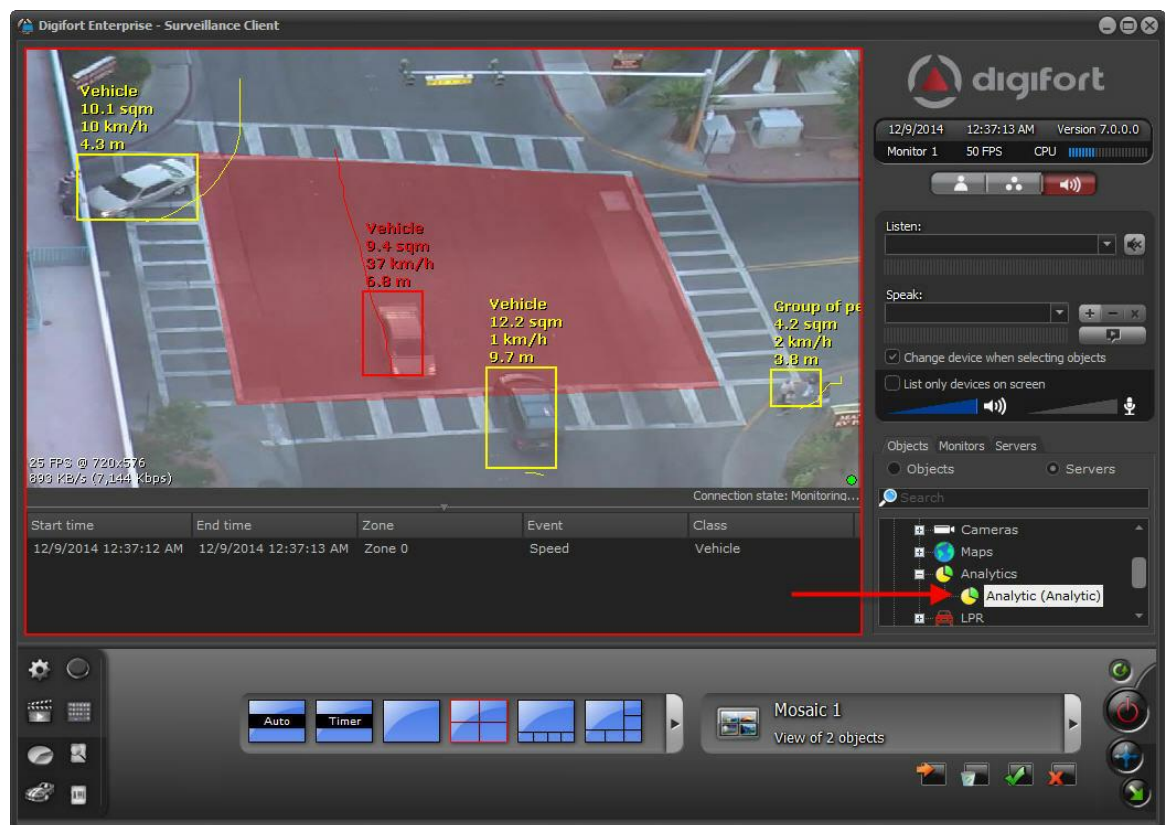 Digifort Enterprise - Surveillance Client
Vehicle
10.1 sqm
10 km/h
4.3 m
Vehicle
9.4 sqm
37 km/h
6.8 m
Vehicle
12.2 sqm
1 km/h
9.7 m
Group of pe
4.2 sqm
2 km/h
3.8 m
25 FPS @ 720x576
893 KB/s (7,144 Kbps)
Connection state: Monitoring...
Start time End time Zone Event Class
12/9/2014 12:37:12 AM 12/9/2014 12:37:13 AM Zone 0 Speed Vehicle
digifort
12/9/2014 12:37:13 AM Version 7.0.0.0
Monitor 1 50 FPS CPU
Listen:
Speak:
Change device when selecting objects
List only devices on screen
Objects Monitors Servers
Objects Servers
Search
Cameras
Maps
Analytics
Analytic (Analytic)
LPR
Auto Timer
Mosaic 1
View of 2 objects